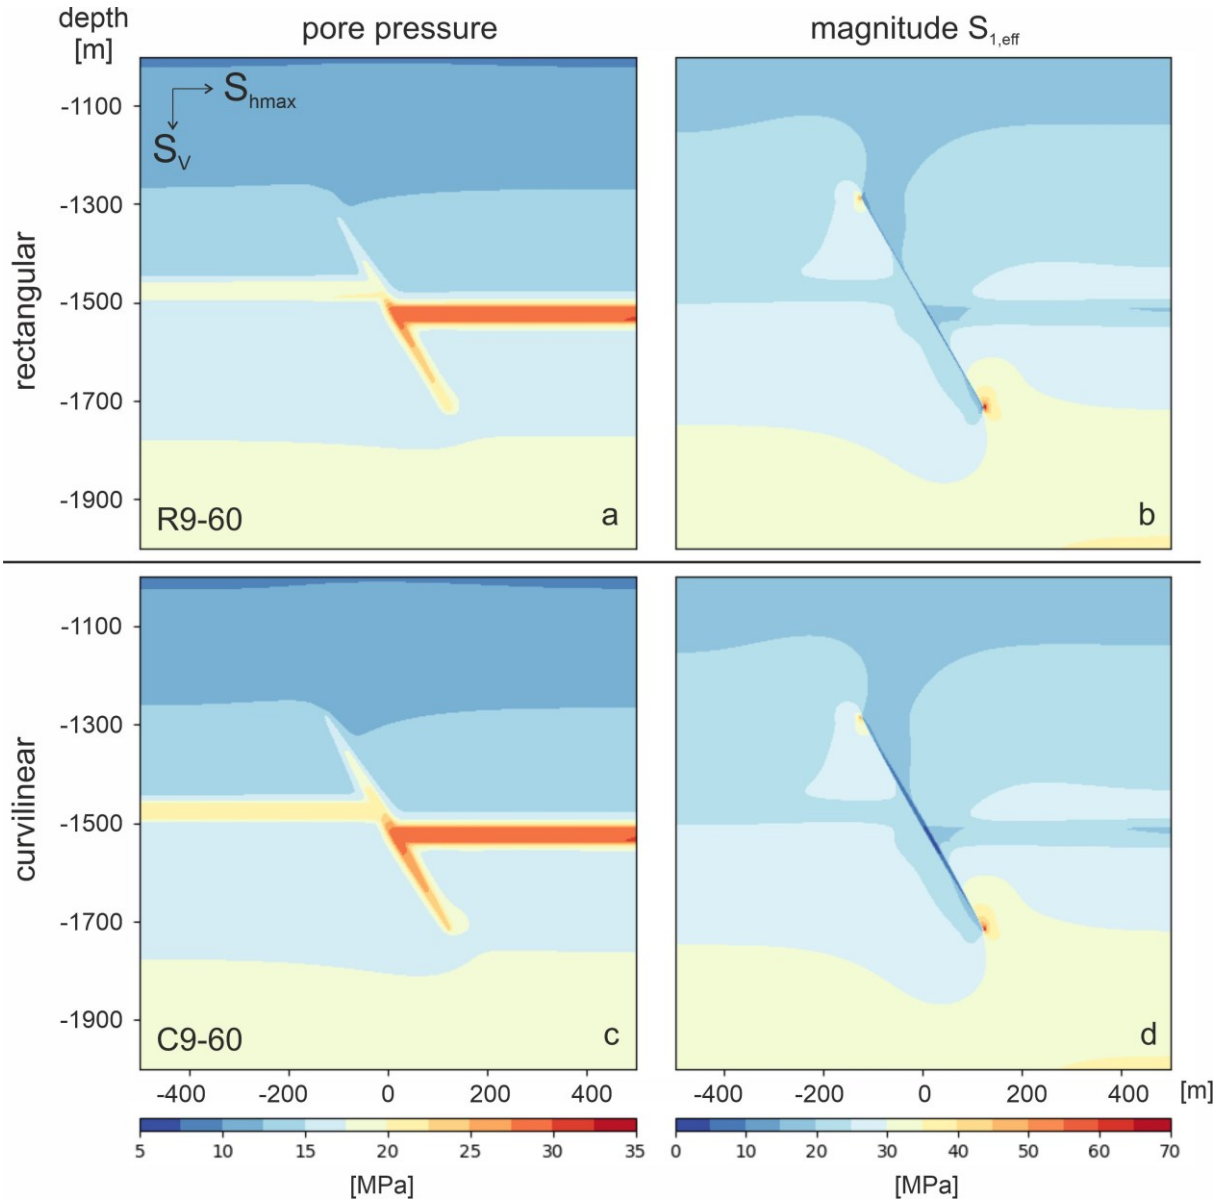 depth
[m]
pore pressure
magnitude S1,eff
Shmax
SV
-1100
-1300
-1500
-1700
-1900
rectangular
R9-60
a
b
-1100
-1300
-1500
-1700
-1900
curvilinear
C9-60
c
d
-400 -200 0 200 400
-400 -200 0 200 400 [m]
5 10 15 20 25 30 35
0 10 20 30 40 50 60 70
[MPa]
[MPa]